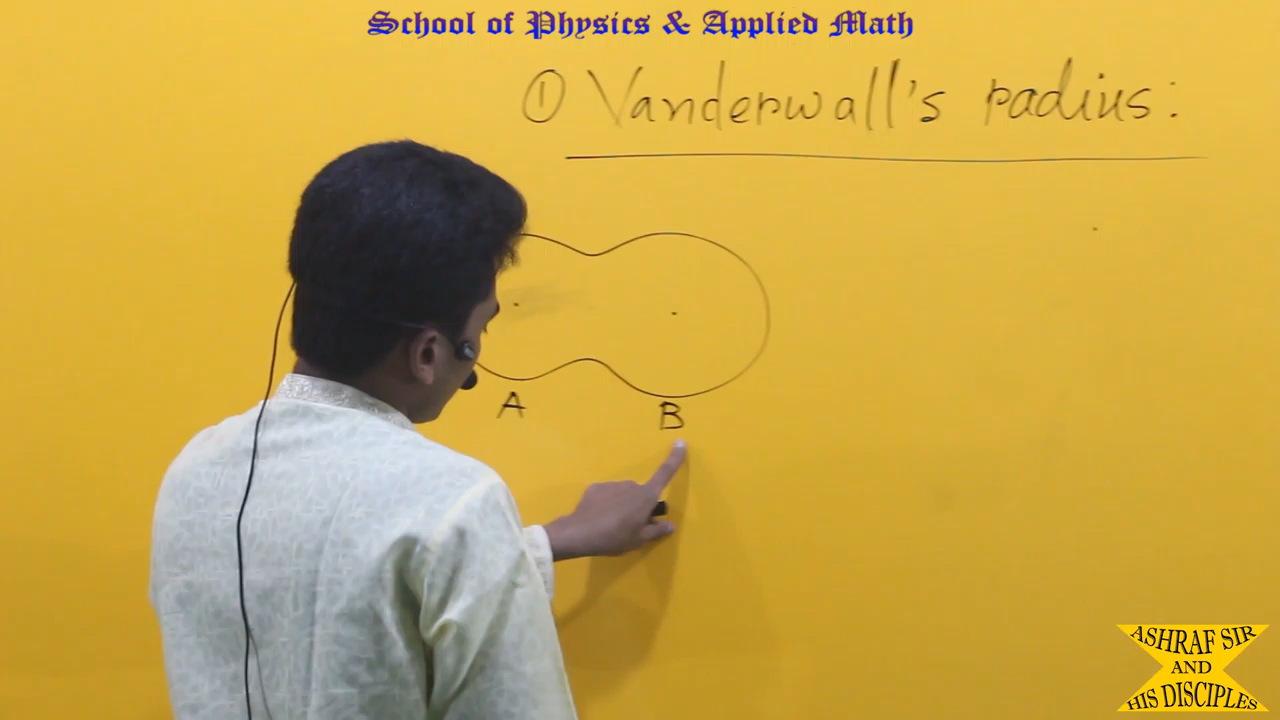 School of Physics & Applied Math
① Vanderwall's radius:
A
B
ASHRAF SIR
AND
HIS DISCIPLES